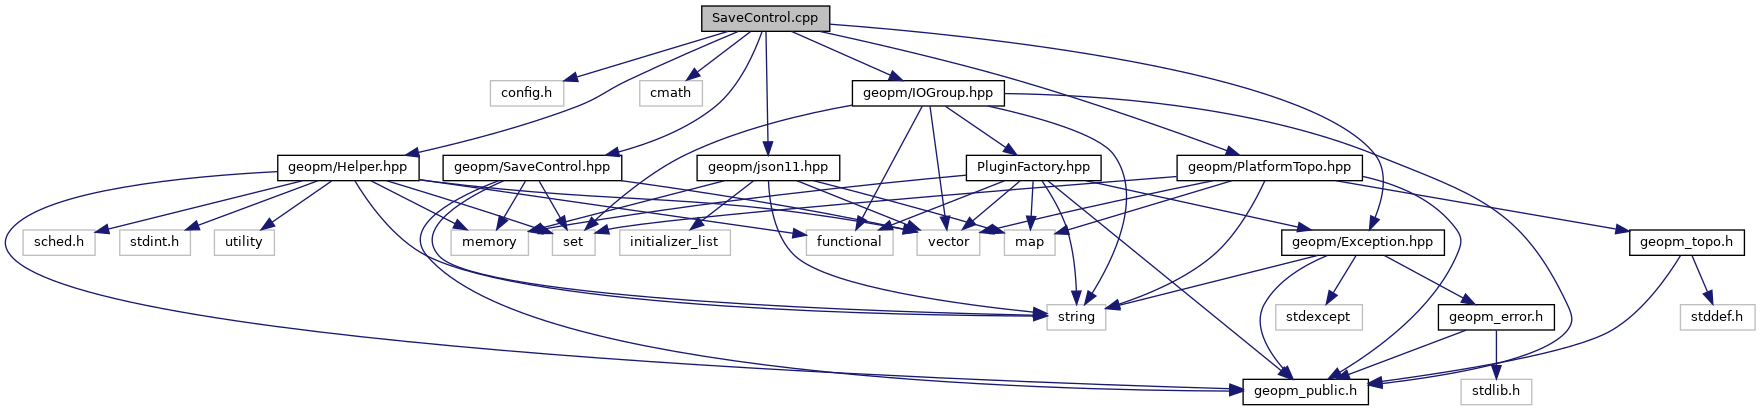 SaveControl.cpp
config.h
cmath
geopm/IOGroup.hpp
geopm/Helper.hpp
geopm/SaveControl.hpp
geopm/json11.hpp
PluginFactory.hpp
geopm/PlatformTopo.hpp
sched.h
stdint.h
utility
memory
set
initializer_list
functional
vector
map
geopm/Exception.hpp
geopm_topo.h
string
stdexcept
geopm_error.h
stddef.h
geopm_public.h
stdlib.h